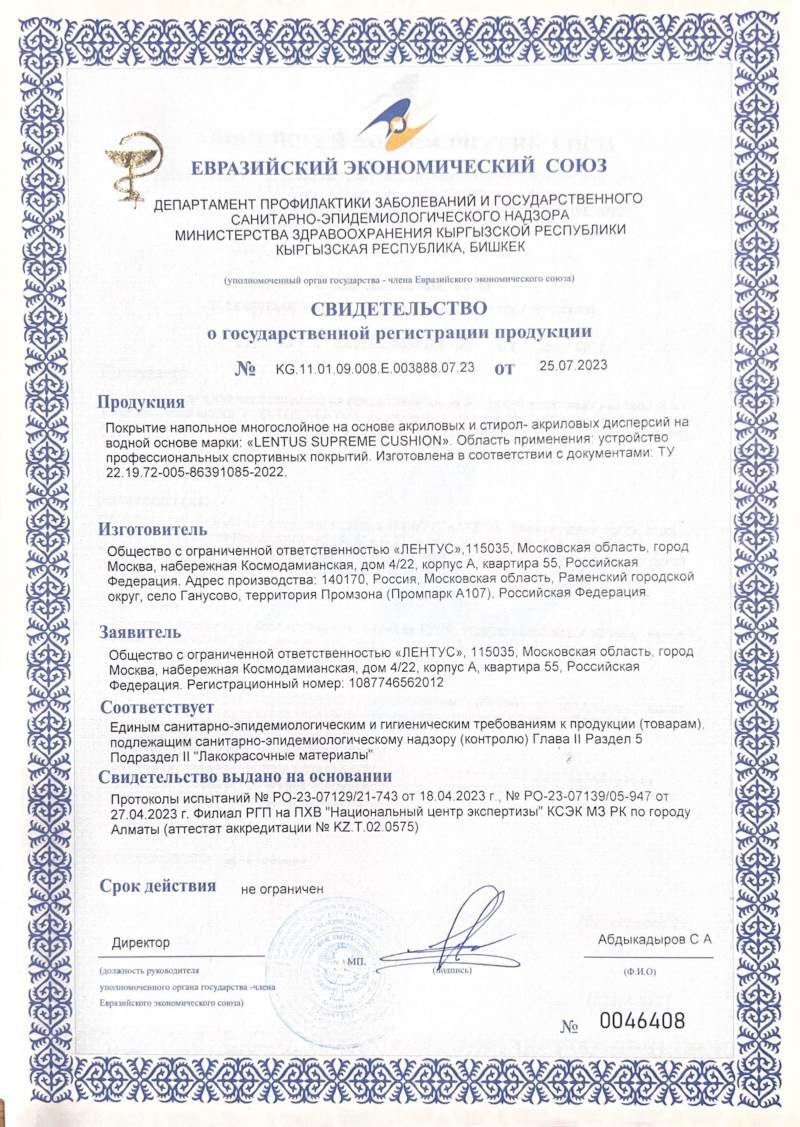 ЕВРАЗИЙСКИЙ ЭКОНОМИЧЕСКИЙ СОЮЗ
ДЕПАРТАМЕНТ ПРОФИЛАКТИКИ ЗАБОЛЕВАНИЙ И ГОСУДАРСТВЕННОГО
САНИТАРНО-ЭПИДЕМИОЛОГИЧЕСКОГО НАДЗОРА
МИНИСТЕРСТВА ЗДРАВООХРАНЕНИЯ КЫРГЫЗСКОЙ РЕСПУБЛИКИ
КЫРГЫЗСКАЯ РЕСПУБЛИКА, БИШКЕК
(уполномоченный орган государства - члена Евразийского экономического союза)
СВИДЕТЕЛЬСТВО
о государственной регистрации продукции
№ KG.11.01.09.008.E.003888.07.23 от 25.07.2023
Продукция
Покрытие напольное многослойное на основе акриловых и стирол- акриловых дисперсий на
водной основе марки: «LENTUS SUPREME CUSHION». Область применения: устройство
профессиональных спортивных покрытий. Изготовлена в соответствии с документами: ТУ
22.19.72-005-86391085-2022.
Изготовитель
Общество с ограниченной ответственностью «ЛЕНТУС»,115035, Московская область, город
Москва, набережная Космодамианская, дом 4/22, корпус А, квартира 55, Российская
Федерация. Адрес производства: 140170, Россия, Московская область, Раменский городской
округ, село Ганусово, территория Промзона (Промпарк А107), Российская Федерация.
Заявитель
Общество с ограниченной ответственностью «ЛЕНТУС», 115035, Московская область, город
Москва, набережная Космодамианская, дом 4/22, корпус А, квартира 55, Российская
Федерация. Регистрационный номер: 1087746562012
Соответствует
Единым санитарно-эпидемиологическим и гигиеническим требованиям к продукции (товарам),
подлежащим санитарно-эпидемиологическому надзору (контролю) Глава II Раздел 5
Подраздел II "Лакокрасочные материалы"
Свидетельство выдано на основании
Протоколы испытаний № РО-23-07129/21-743 от 18.04.2023 г., № РО-23-07139/05-947 от
27.04.2023 г. Филиал РГП на ПХВ "Национальный центр экспертизы" КСЭК МЗ РК по городу
Алматы (аттестат аккредитации № KZ.T.02.0575)
Срок действия не ограничен
Директор Абдыкадыров С А
(должность руководителя МП. (подпись) (Ф.И.О)
уполномоченного органа государства -члена
Евразийского экономического союза)
№ 0046408